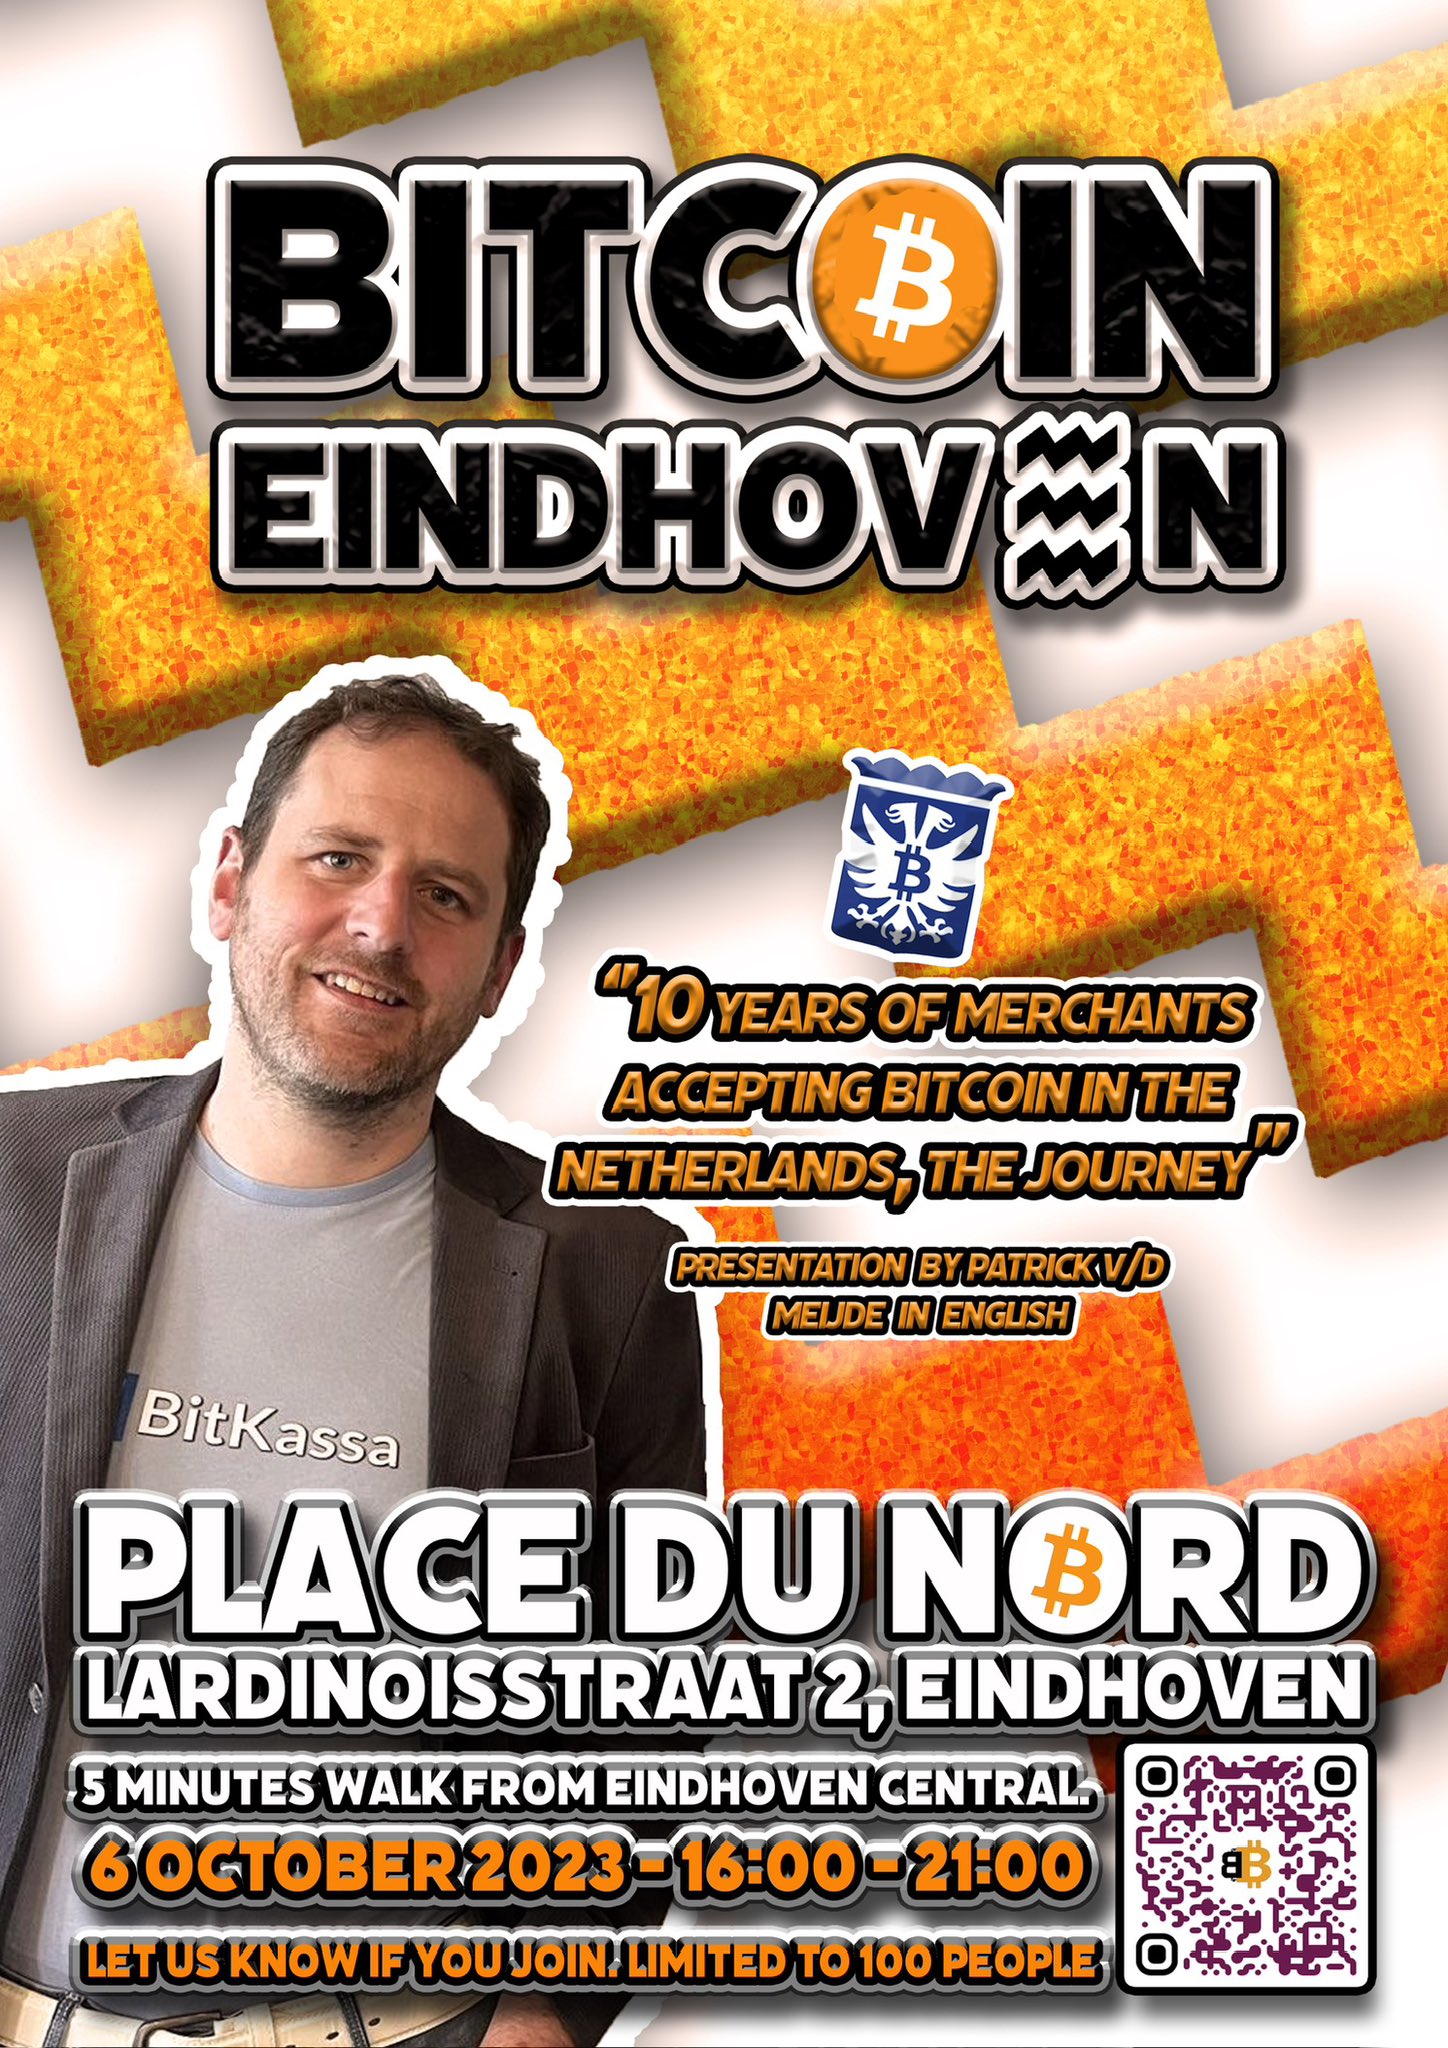 BITCOIN
EINDHOVEN
"10 YEARS OF MERCHANTS
ACCEPTING BITCOIN IN THE
NETHERLANDS, THE JOURNEY"
PRESENTATION BY PATRICK V/D
MEIJDE IN ENGLISH
BitKassa
PLACE DU NORD
LARDINOISSTRAAT 2, EINDHOVEN
5 MINUTES WALK FROM EINDHOVEN CENTRAL.
6 OCTOBER 2023 - 16:00 - 21:00
LET US KNOW IF YOU JOIN. LIMITED TO 100 PEOPLE